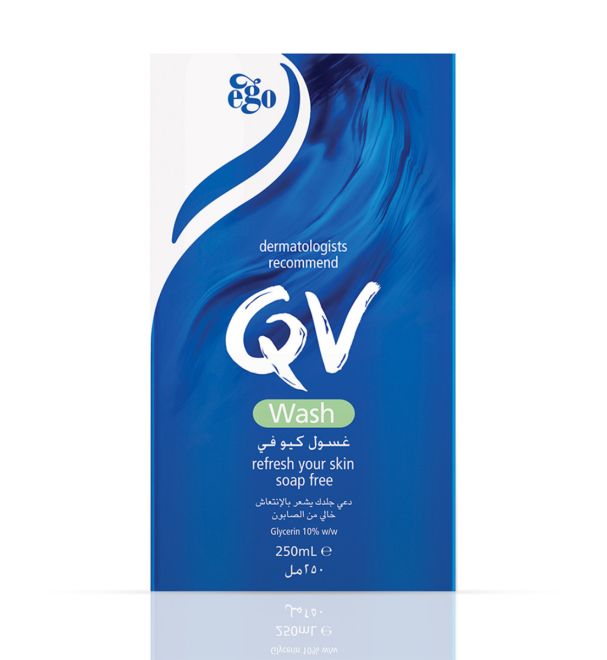 ego
dermatologists
recommend
QV
Wash
غسول كيو في
refresh your skin
soap free
دعي جلدك يشعر بالإنتعاش
خالي من الصابون
Glycerin 10% w/w
250mL ℮
٢٥٠مل